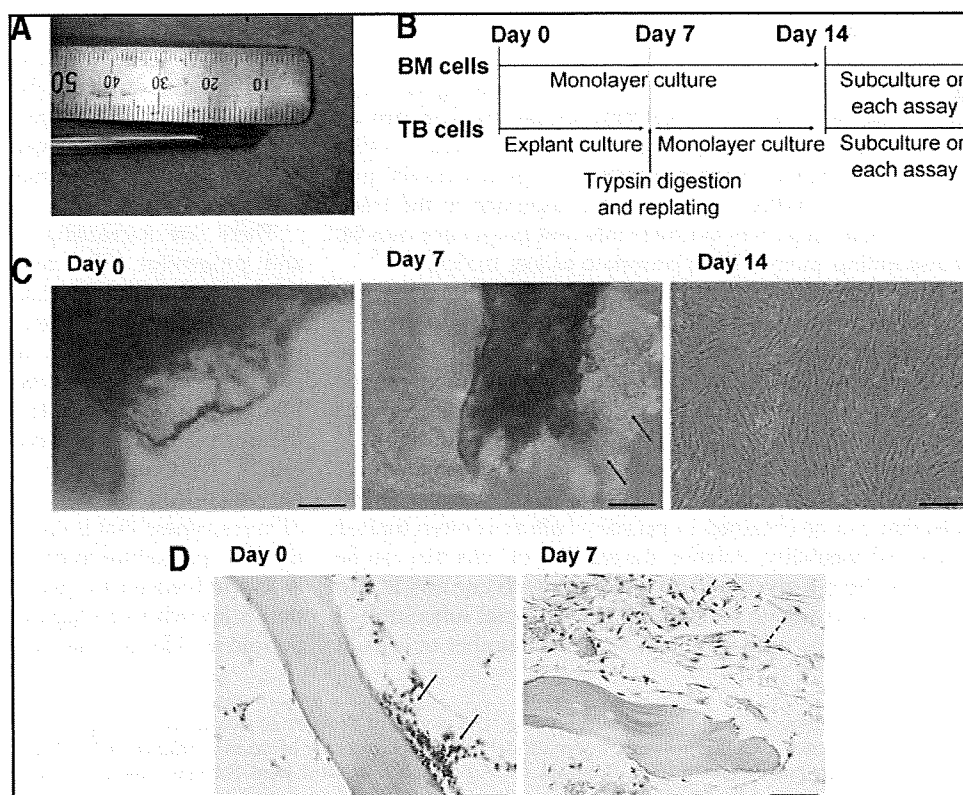 A
50 40 30 20 10
B
Day 0 Day 7 Day 14
BM cells
Monolayer culture
Subculture or
each assay
TB cells
Explant culture
Monolayer culture
Subculture or
each assay
Trypsin digestion
and replating
C
Day 0 Day 7 Day 14
D
Day 0 Day 7